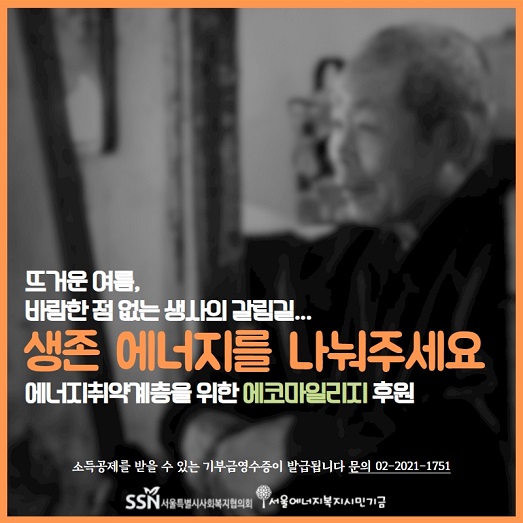 뜨거운 여름,
바람한 점 없는 생사의 갈림길...
생존 에너지를 나눠주세요
에너지취약계층을 위한 에코마일리지 후원
소득공제를 받을 수 있는 기부금영수증이 발급됩니다 문의 02-2021-1751
SSN 서울특별시사회복지협의회 서울에너지복지시민기금